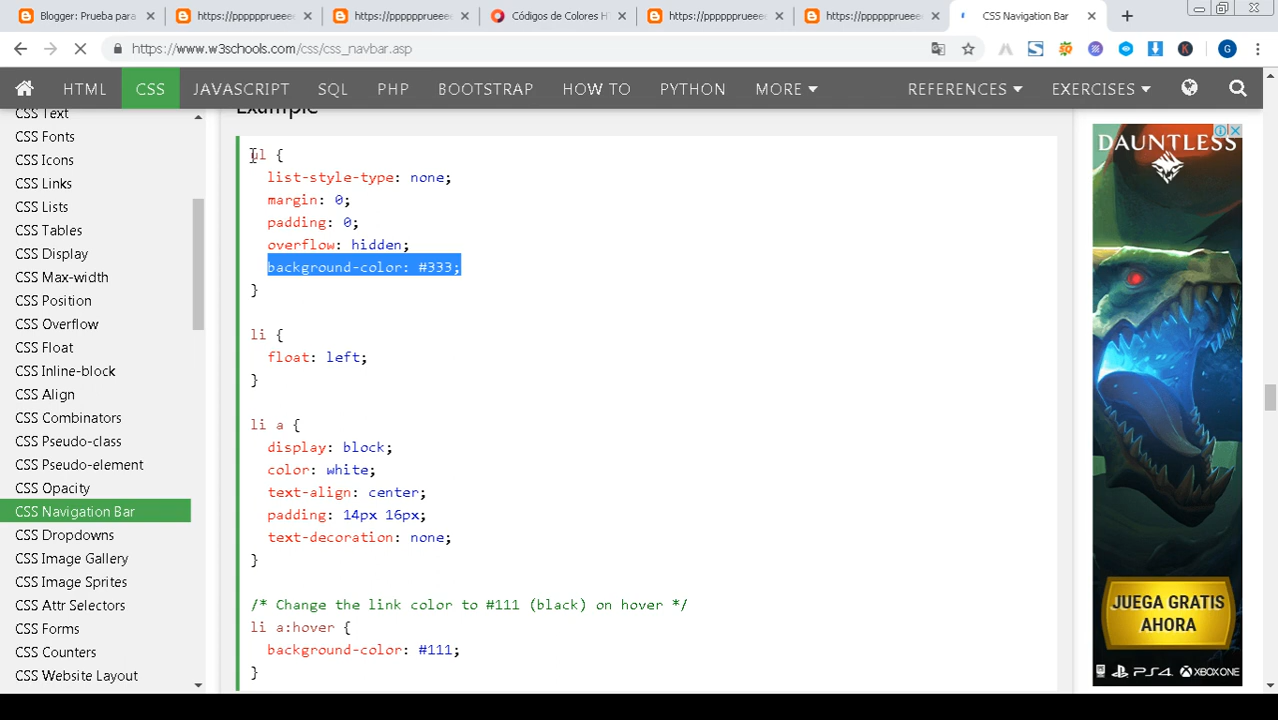 Blogger: Prueba para
https://ppppppprueee
https://ppppppprueee
Códigos de Colores H
https://ppppppprueee
https://ppppppprueee
CSS Navigation Bar
https://www.w3schools.com/css/css_navbar.asp
G
HTML
CSS
JAVASCRIPT
SQL
PHP
BOOTSTRAP
HOW TO
PYTHON
MORE
REFERENCES
EXERCISES
CSS Text
CSS Fonts
CSS Icons
CSS Links
CSS Lists
CSS Tables
CSS Display
CSS Max-width
CSS Position
CSS Overflow
CSS Float
CSS Inline-block
CSS Align
CSS Combinators
CSS Pseudo-class
CSS Pseudo-element
CSS Opacity
CSS Navigation Bar
CSS Dropdowns
CSS Image Gallery
CSS Image Sprites
CSS Attr Selectors
CSS Forms
CSS Counters
CSS Website Layout
Example
ul {
list-style-type: none;
margin: 0;
padding: 0;
overflow: hidden;
background-color: #333;
}
li {
float: left;
}
li a {
display: block;
color: white;
text-align: center;
padding: 14px 16px;
text-decoration: none;
}
/* Change the link color to #111 (black) on hover */
li a:hover {
background-color: #111;
}
DAUNTLESS
JUEGA GRATIS
AHORA
PS4
XBOX ONE